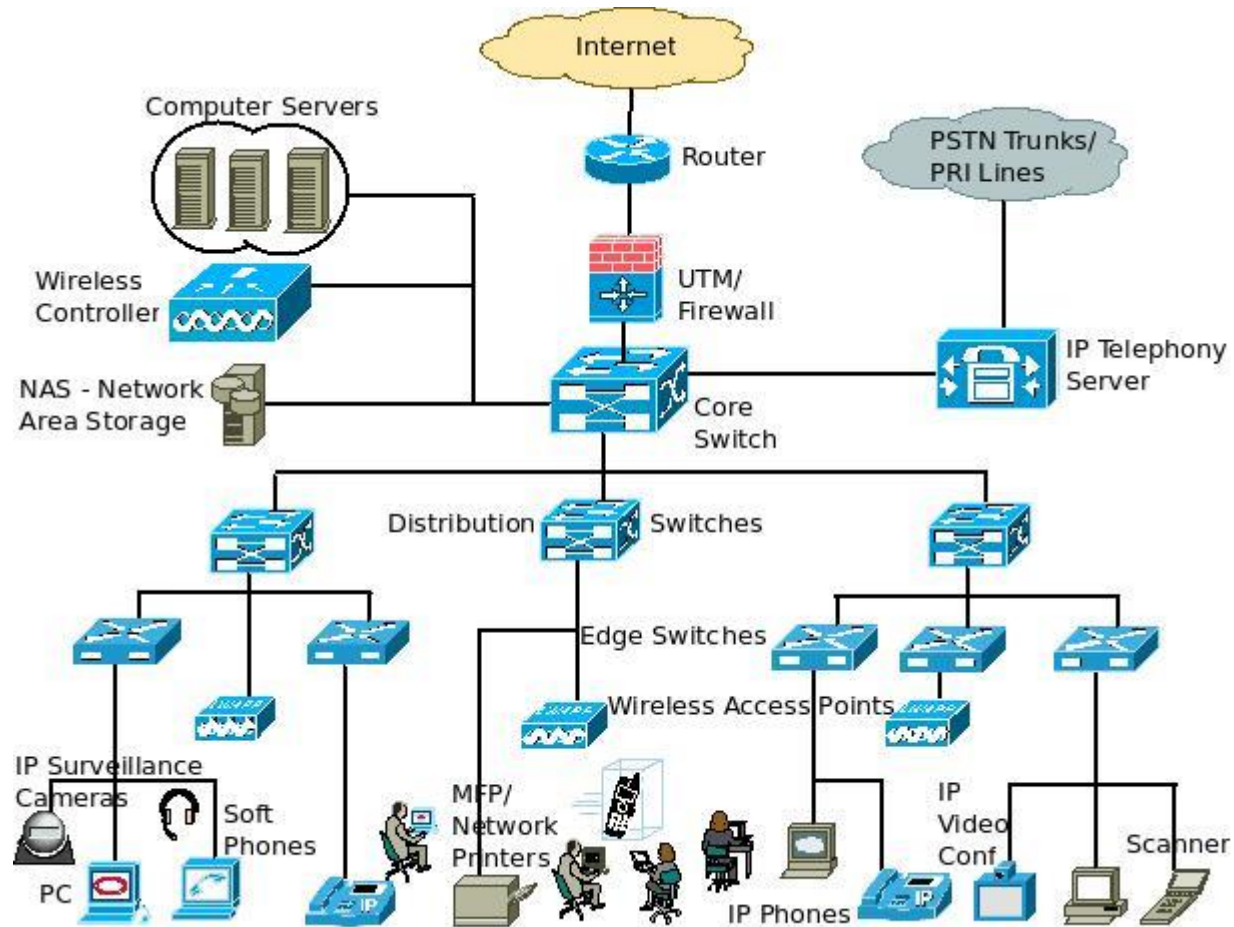 Internet
Computer Servers
PSTN Trunks/
PRI Lines
Router
Wireless
Controller
UTM/
Firewall
IP Telephony
Server
NAS - Network
Area Storage
Core
Switch
Distribution
Switches
Edge Switches
Wireless Access Points
IP Surveillance
Cameras
Soft
Phones
MFP/
Network
Printers
IP
Video
Conf
Scanner
PC
IP
IP Phones
IP